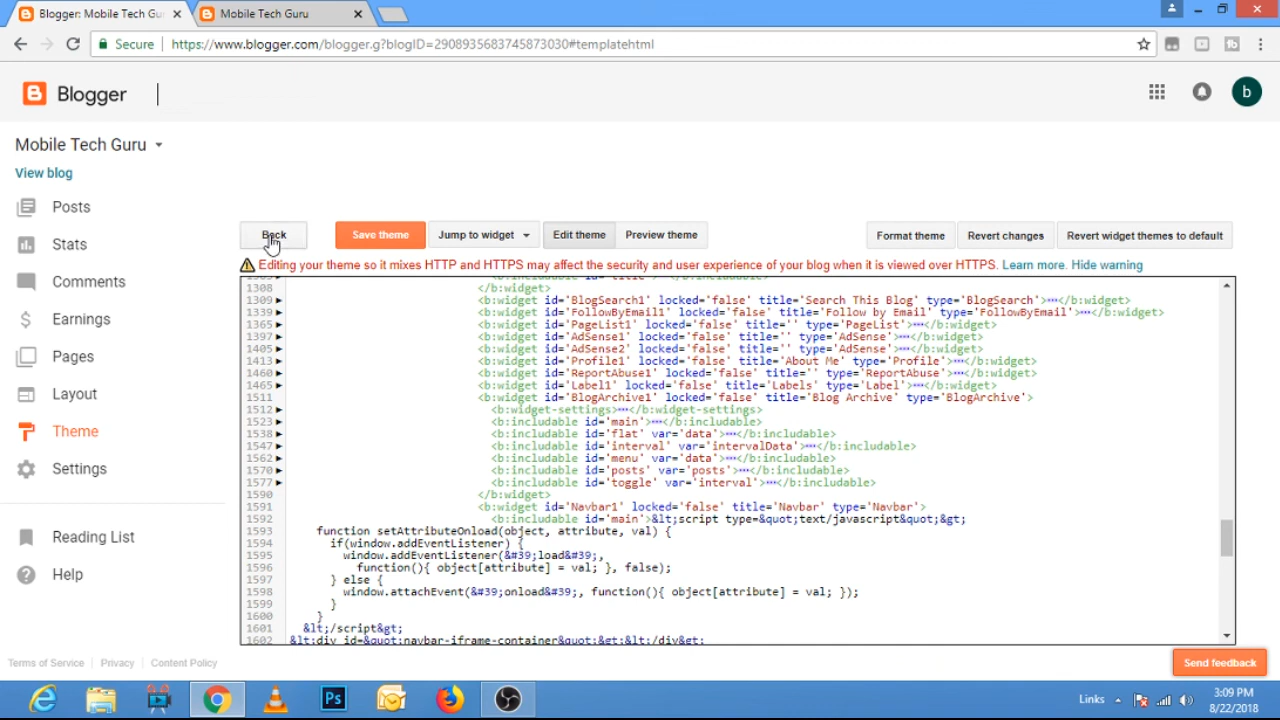 Blogger: Mobile Tech Gu
Mobile Tech Guru
Secure
https://www.blogger.com/blogger.g?blogID=2908935683745873030#templatehtml
Blogger
b
Mobile Tech Guru
View blog
Posts
Stats
Comments
Earnings
Pages
Layout
Theme
Settings
Reading List
Help
Back
Save theme
Jump to widget
Edit theme
Preview theme
Format theme
Revert changes
Revert widget themes to default
Editing your theme so it mixes HTTP and HTTPS may affect the security and user experience of your blog when it is viewed over HTTPS. Learn more. Hide warning
1308 </b:widget>
1309 <b:widget id='BlogSearch1' locked='false' title='Search This Blog' type='BlogSearch'>⋯</b:widget>
1339 <b:widget id='FollowByEmail1' locked='false' title='Follow by Email' type='FollowByEmail'>⋯</b:widget>
1365 <b:widget id='PageList1' locked='false' title='' type='PageList'>⋯</b:widget>
1397 <b:widget id='AdSense1' locked='false' title='' type='AdSense'>⋯</b:widget>
1405 <b:widget id='AdSense2' locked='false' title='' type='AdSense'>⋯</b:widget>
1413 <b:widget id='Profile1' locked='false' title='About Me' type='Profile'>⋯</b:widget>
1460 <b:widget id='ReportAbuse1' locked='false' title='' type='ReportAbuse'>⋯</b:widget>
1465 <b:widget id='Label1' locked='false' title='Labels' type='Label'>⋯</b:widget>
1511 <b:widget id='BlogArchive1' locked='false' title='Blog Archive' type='BlogArchive'>
1512 <b:widget-settings>⋯</b:widget-settings>
1523 <b:includable id='main'>⋯</b:includable>
1538 <b:includable id='flat' var='data'>⋯</b:includable>
1547 <b:includable id='interval' var='intervalData'>⋯</b:includable>
1562 <b:includable id='menu' var='data'>⋯</b:includable>
1570 <b:includable id='posts' var='posts'>⋯</b:includable>
1577 <b:includable id='toggle' var='interval'>⋯</b:includable>
1590 </b:widget>
1591 <b:widget id='Navbar1' locked='false' title='Navbar' type='Navbar'>
1592 <b:includable id='main'>&lt;script type=&quot;text/javascript&quot;&gt;
1593 function setAttributeOnload(object, attribute, val) {
1594 if(window.addEventListener) {
1595 window.addEventListener(&#39;load&#39;,
1596 function(){ object[attribute] = val; }, false);
1597 } else {
1598 window.attachEvent(&#39;onload&#39;, function(){ object[attribute] = val; });
1599 }
1600 }
1601 &lt;/script&gt;
1602 &lt;div id=&quot;navbar-iframe-container&quot;&gt;&lt;/div&gt;
Terms of Service | Privacy | Content Policy
Send feedback
Ps
Links
3:09 PM
8/22/2018